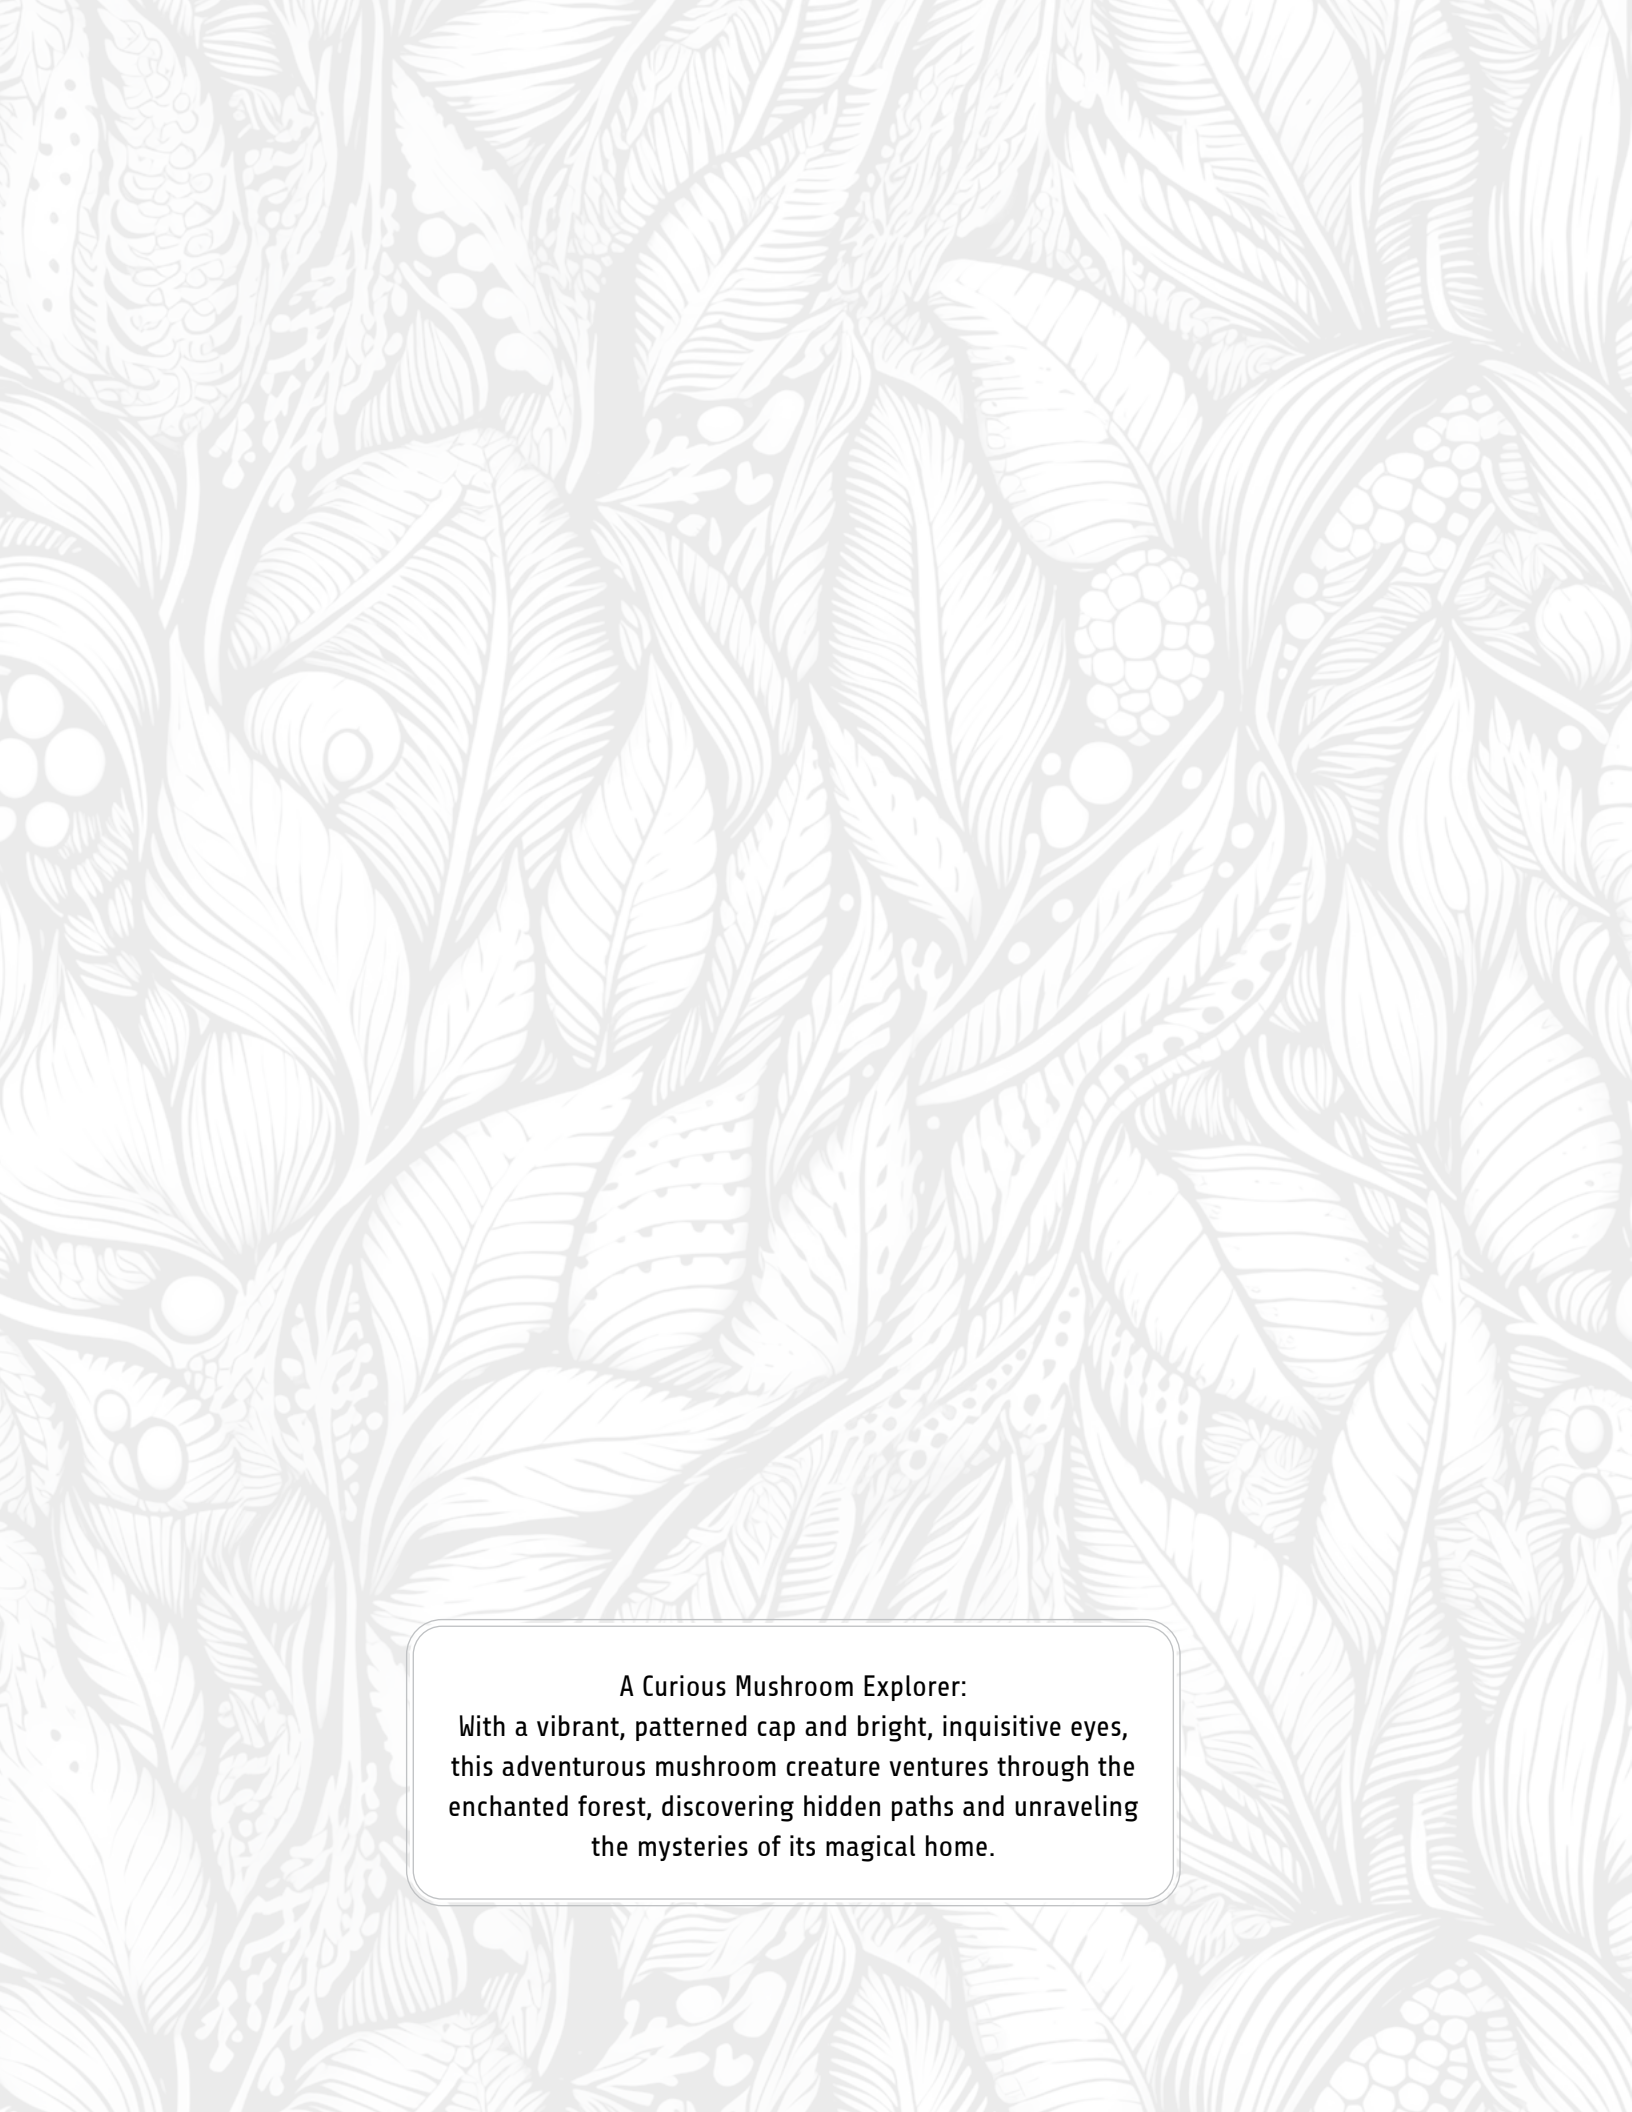 A Curious Mushroom Explorer:
With a vibrant, patterned cap and bright, inquisitive eyes,
this adventurous mushroom creature ventures through the
enchanted forest, discovering hidden paths and unraveling
the mysteries of its magical home.